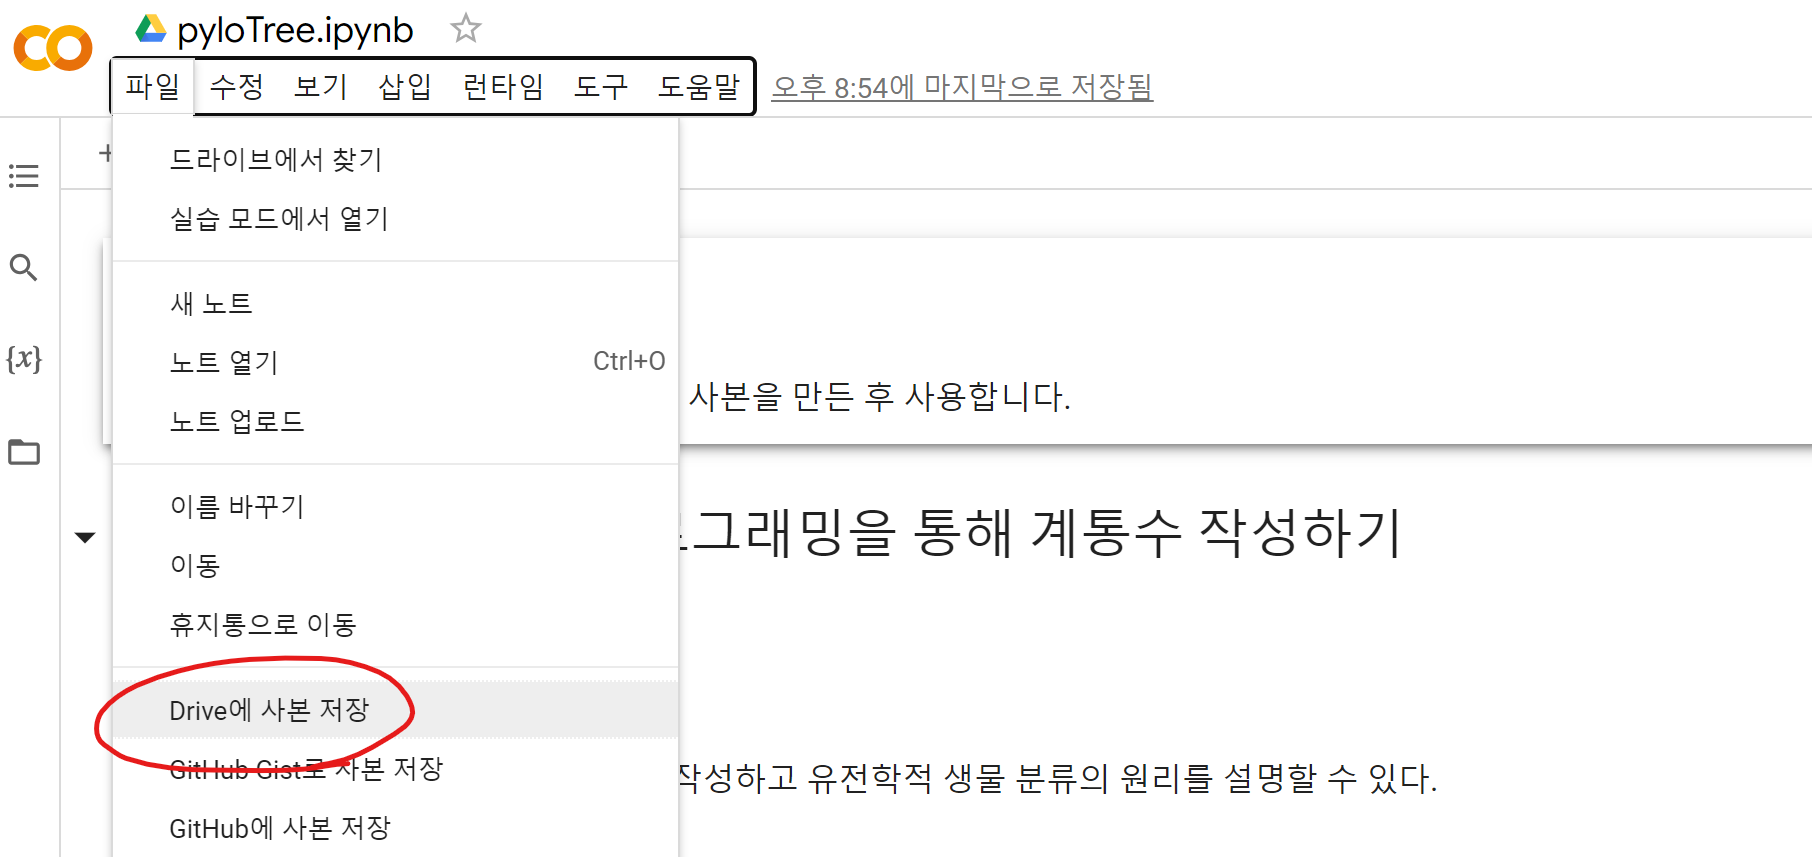 pyloTree.ipynb
파일 수정 보기 삽입 런타임 도구 도움말 오후 8:54에 마지막으로 저장됨
드라이브에서 찾기
실습 모드에서 열기
새 노트
노트 열기 Ctrl+O
사본을 만든 후 사용합니다.
노트 업로드
이름 바꾸기
그래밍을 통해 계통수 작성하기
이동
휴지통으로 이동
Drive에 사본 저장
GitHub Gist로 사본 저장
작성하고 유전학적 생물 분류의 원리를 설명할 수 있다.
GitHub에 사본 저장
{x}